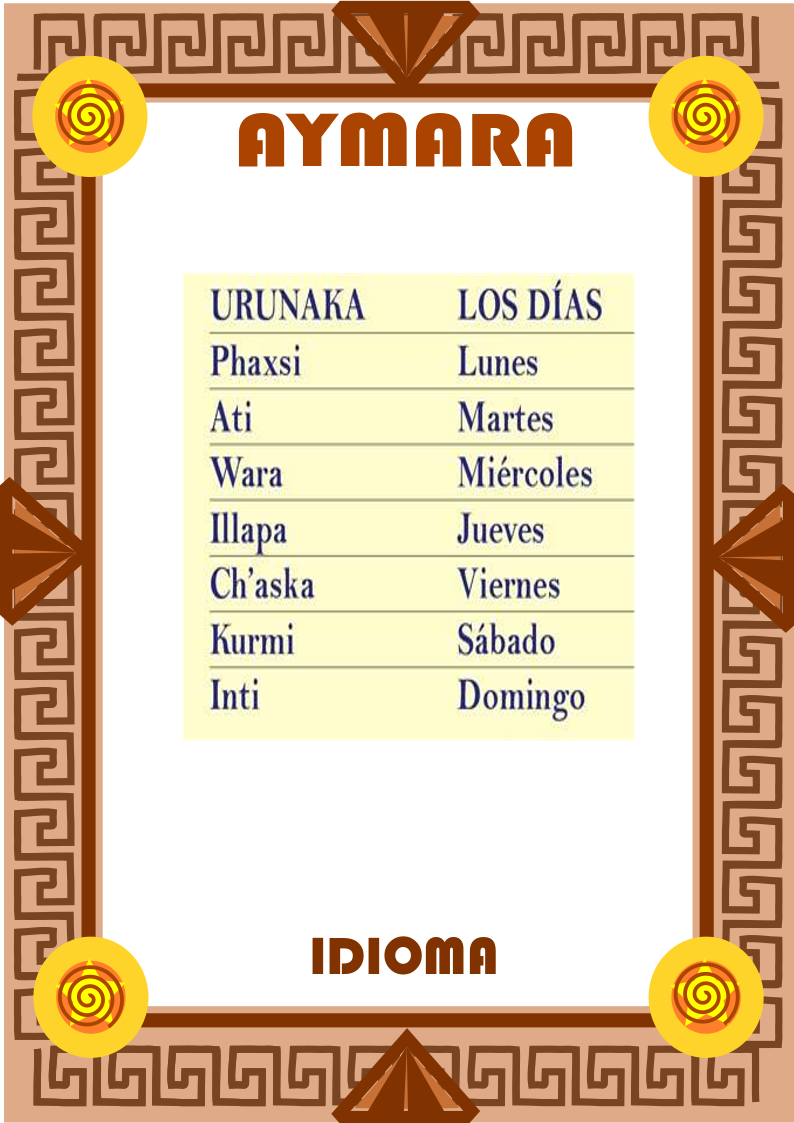 AYMARA
URUNAKA LOS DÍAS
Phaxsi Lunes
Ati Martes
Wara Miércoles
Illapa Jueves
Ch’aska Viernes
Kurmi Sábado
Inti Domingo
IDIOMA